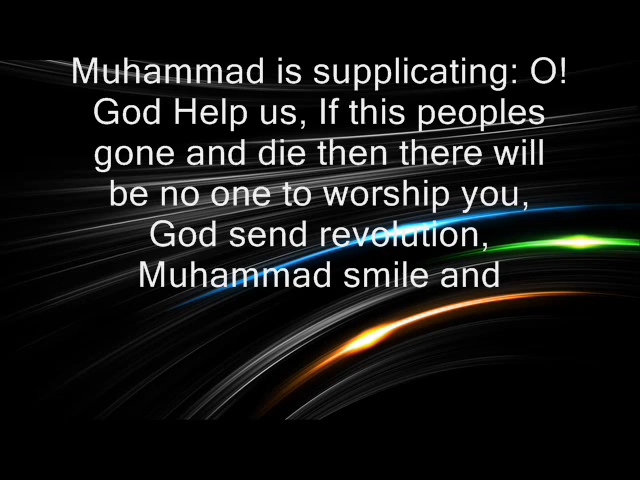 Muhammad is supplicating: O!
God Help us, If this peoples
gone and die then there will
be no one to worship you,
God send revolution,
Muhammad smile and